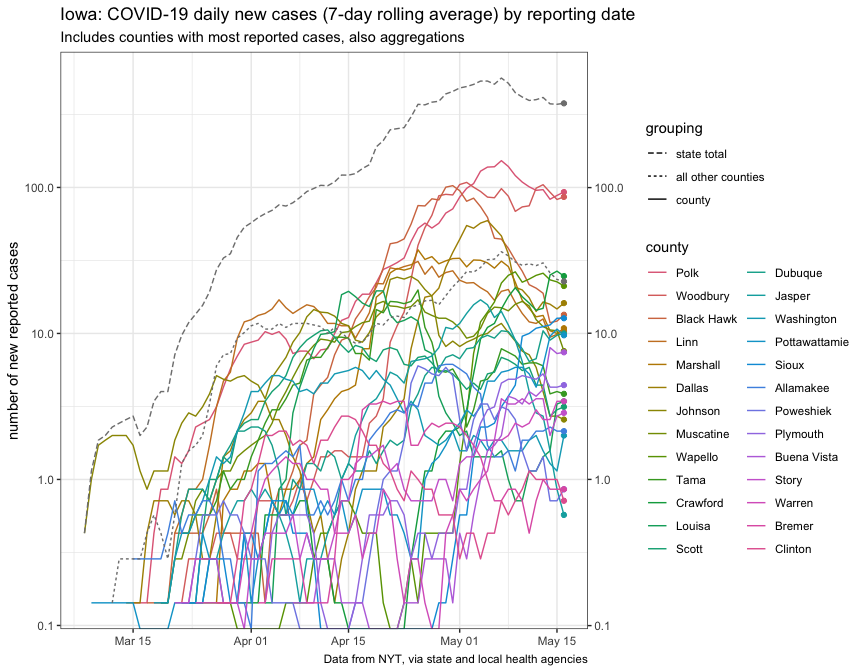 Iowa: COVID-19 daily new cases (7-day rolling average) by reporting date
Includes counties with most reported cases, also aggregations
number of new reported cases
100.0
10.0
1.0
0.1
100.0
10.0
1.0
0.1
Mar 15
Apr 01
Apr 15
May 01
May 15
Data from NYT, via state and local health agencies
grouping
state total
all other counties
county
county
Polk
Woodbury
Black Hawk
Linn
Marshall
Dallas
Johnson
Muscatine
Wapello
Tama
Crawford
Louisa
Scott
Dubuque
Jasper
Washington
Pottawattamie
Sioux
Allamakee
Poweshiek
Plymouth
Buena Vista
Story
Warren
Bremer
Clinton